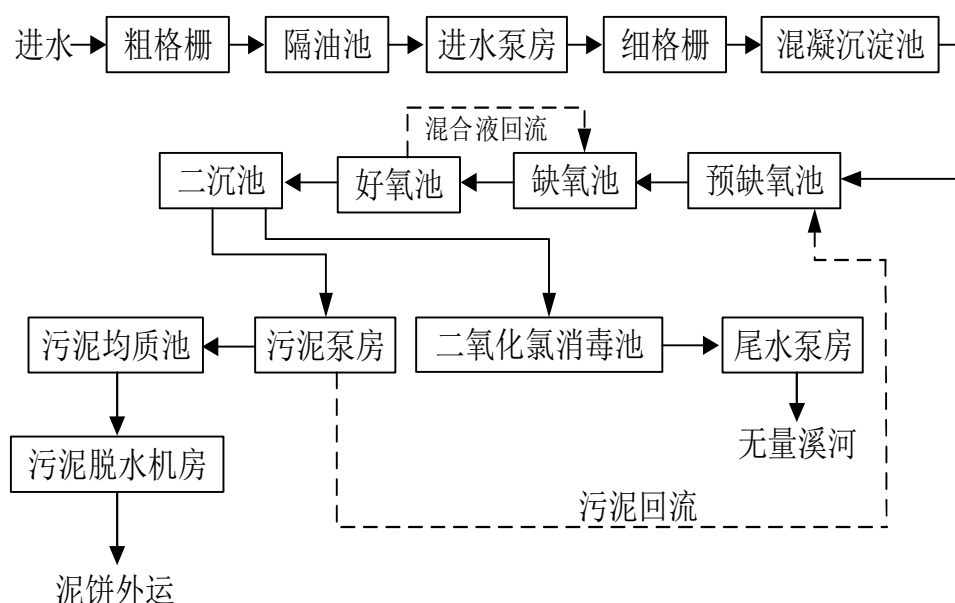 进水
粗格栅
隔油池
进水泵房
细格栅
混凝沉淀池
混合液回流
二沉池
好氧池
缺氧池
预缺氧池
污泥均质池
污泥泵房
二氧化氯消毒池
尾水泵房
无量溪河
污泥脱水机房
污泥回流
泥饼外运